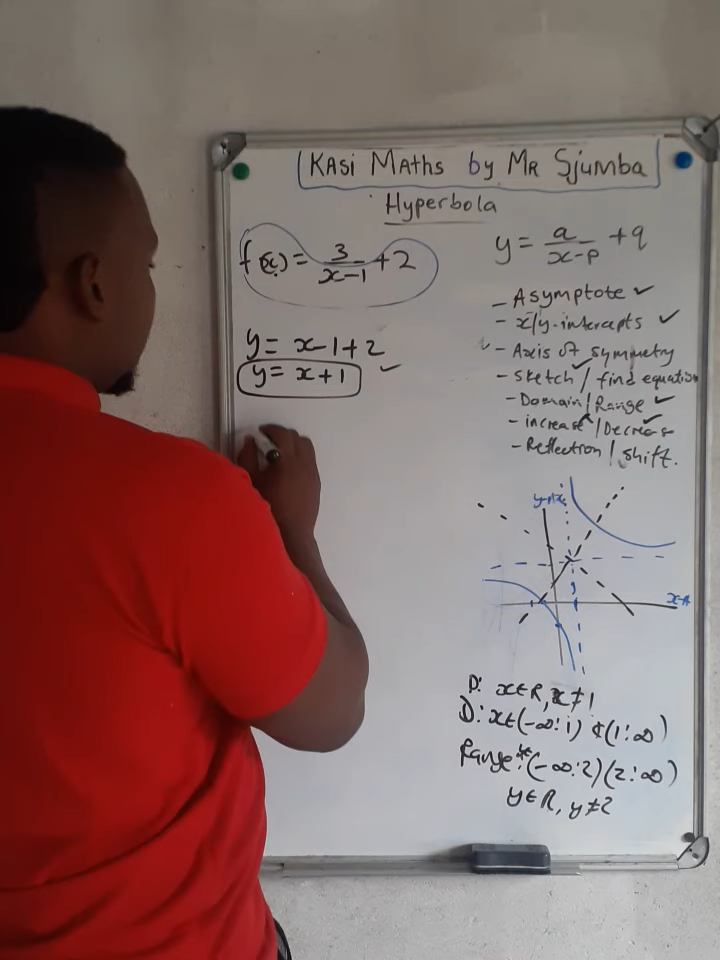 KASi MATHS by MR Sjumba
Hyperbola
f(x) = 3/(x-1) + 2
y = x-1+2
y = x+1 ✓
y = a/(x-p) + q
- Asymptote ✓
- x/y-intercepts ✓
- Axis of symmetry
- Sketch / find equation
- Domain / Range ✓
- increase / Decrease
- Reflection / shift.
D: x∈R, x≠1
D: x∈(-∞:1) & (1:∞)
Range: (-∞:2)(2:∞)
y∈R, y≠2